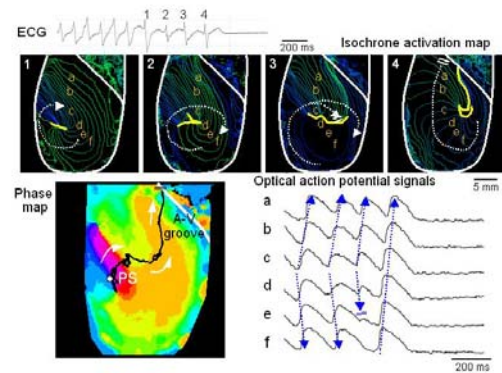 1 2 3 4
ECG
200 ms
Isochrone activation map
1 2 3 4
a a a a
b b b b
c c c
d d d d
e e e e
f f f f
5 mm
Phase map
A-V groove
PS
Optical action potential signals
a
b
c
d
e
f
200 ms